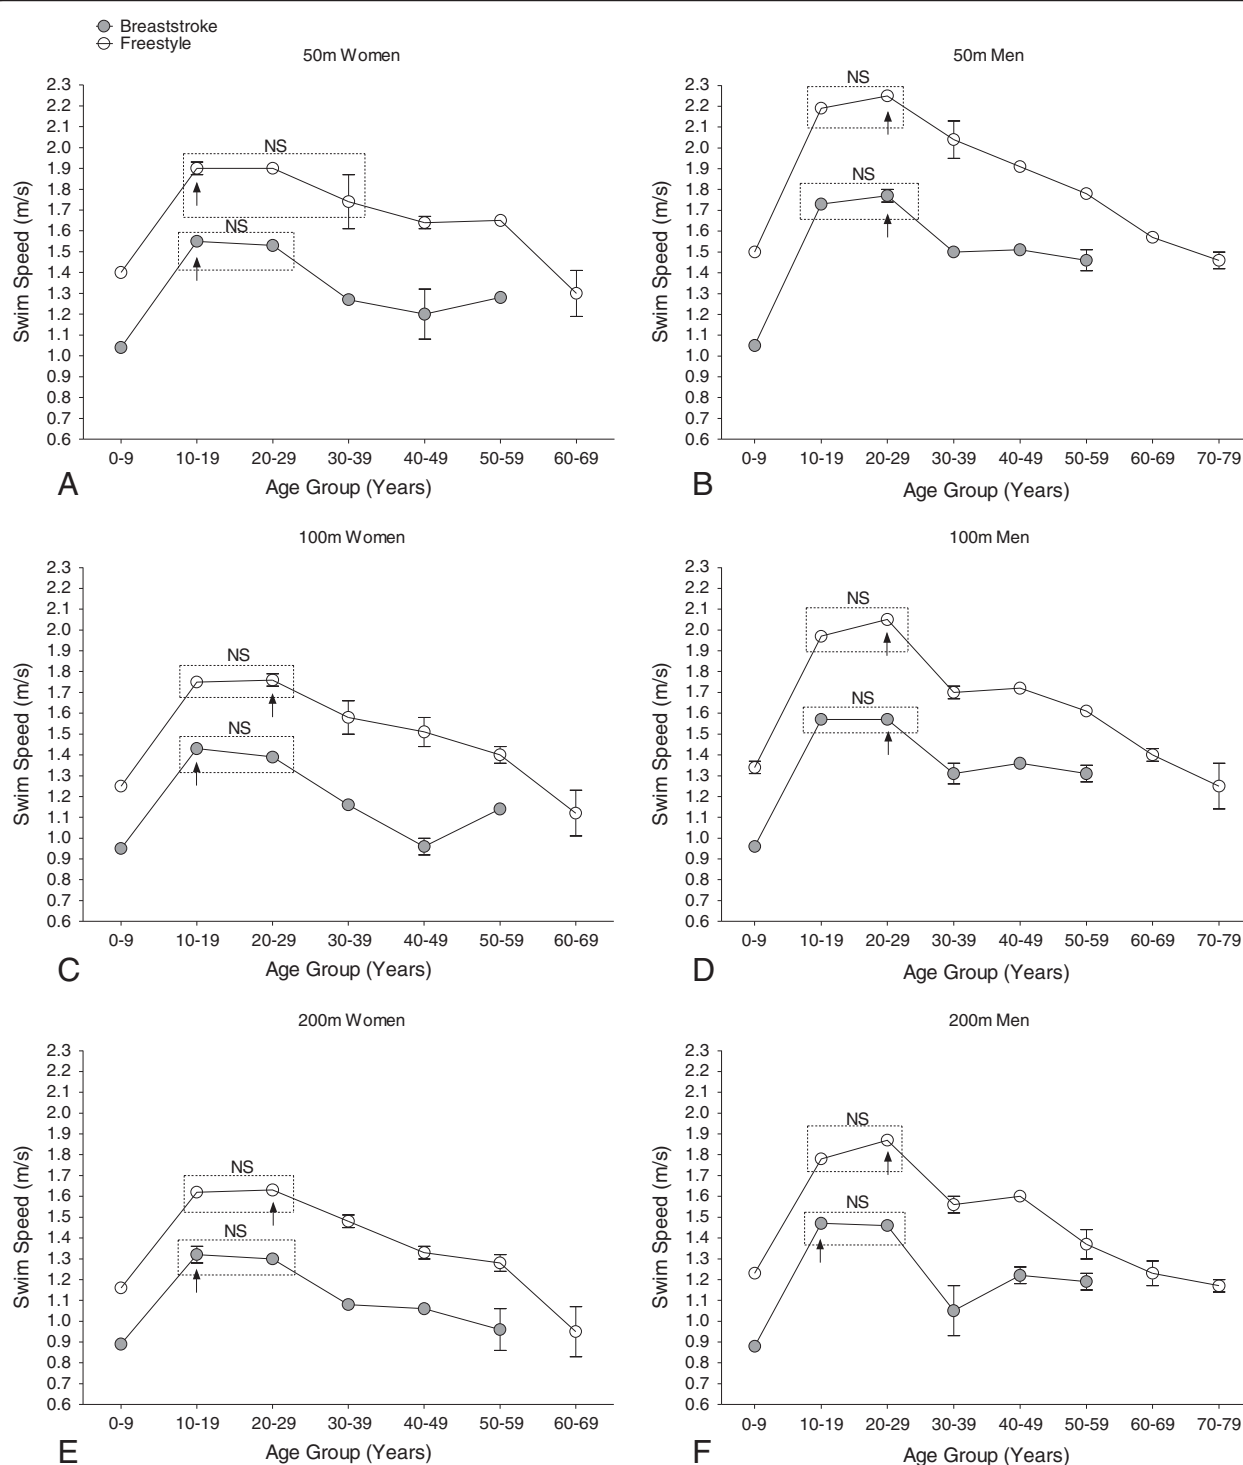 Breaststroke
Freestyle
50m Women
Swim Speed (m/s)
2.3
2.2
2.1
2.0
1.9
1.8
1.7
1.6
1.5
1.4
1.3
1.2
1.1
1.0
0.9
0.8
0.7
0.6
NS
NS
0-9 10-19 20-29 30-39 40-49 50-59 60-69
A Age Group (Years)
50m Men
Swim Speed (m/s)
2.3
2.2
2.1
2.0
1.9
1.8
1.7
1.6
1.5
1.4
1.3
1.2
1.1
1.0
0.9
0.8
0.7
0.6
NS
NS
0-9 10-19 20-29 30-39 40-49 50-59 60-69 70-79
B Age Group (Years)
100m Women
Swim Speed (m/s)
2.3
2.2
2.1
2.0
1.9
1.8
1.7
1.6
1.5
1.4
1.3
1.2
1.1
1.0
0.9
0.8
0.7
0.6
NS
NS
0-9 10-19 20-29 30-39 40-49 50-59 60-69
C Age Group (Years)
100m Men
Swim Speed (m/s)
2.3
2.2
2.1
2.0
1.9
1.8
1.7
1.6
1.5
1.4
1.3
1.2
1.1
1.0
0.9
0.8
0.7
0.6
NS
NS
0-9 10-19 20-29 30-39 40-49 50-59 60-69 70-79
D Age Group (Years)
200m Women
Swim Speed (m/s)
2.3
2.2
2.1
2.0
1.9
1.8
1.7
1.6
1.5
1.4
1.3
1.2
1.1
1.0
0.9
0.8
0.7
0.6
NS
NS
0-9 10-19 20-29 30-39 40-49 50-59 60-69
E Age Group (Years)
200m Men
Swim Speed (m/s)
2.3
2.2
2.1
2.0
1.9
1.8
1.7
1.6
1.5
1.4
1.3
1.2
1.1
1.0
0.9
0.8
0.7
0.6
NS
NS
0-9 10-19 20-29 30-39 40-49 50-59 60-69 70-79
F Age Group (Years)